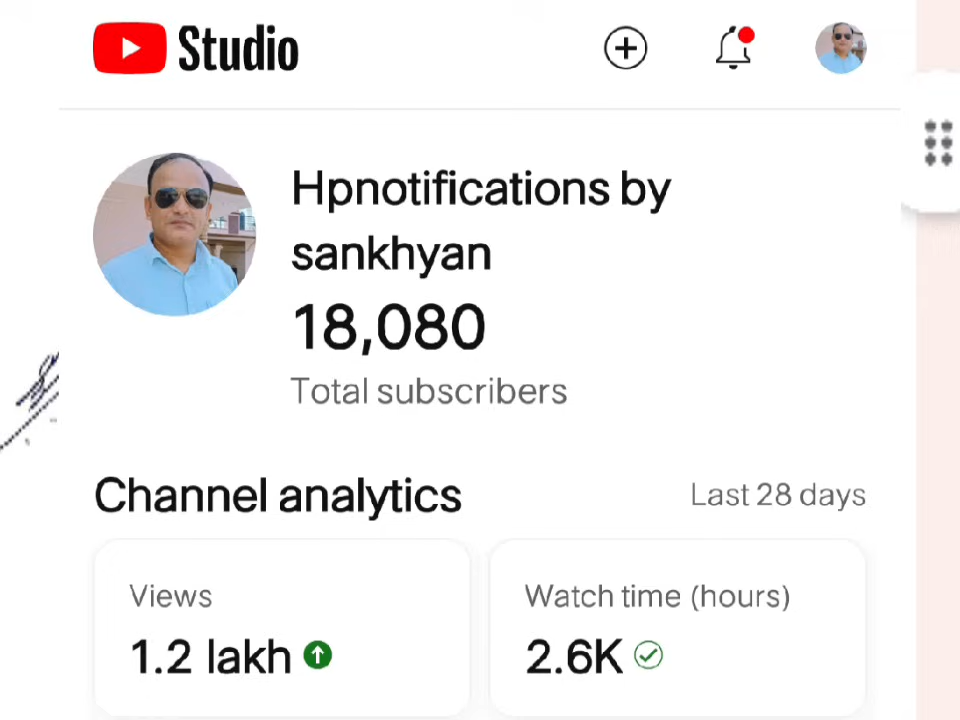 Studio
Hpnotifications by
sankhyan
18,080
Total subscribers
Channel analytics
Last 28 days
Views
Watch time (hours)
1.2 lakh
2.6K